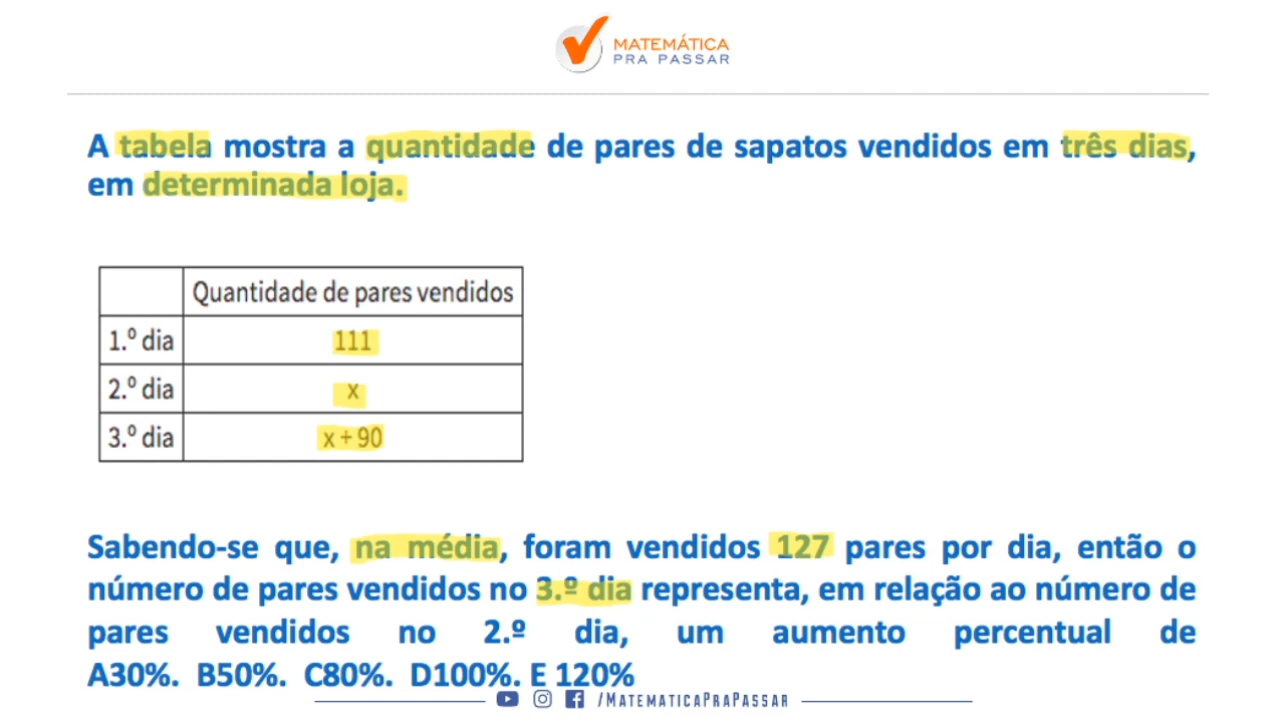 MATEMÁTICA
PRA PASSAR
A tabela mostra a quantidade de pares de sapatos vendidos em três dias,
em determinada loja.
Quantidade de pares vendidos
1.º dia 111
2.º dia x
3.º dia x + 90
Sabendo-se que, na média, foram vendidos 127 pares por dia, então o
número de pares vendidos no 3.º dia representa, em relação ao número de
pares vendidos no 2.º dia, um aumento percentual de
A30%. B50%. C80%. D100%. E 120%
/MATEMATICAPRAPASSAR